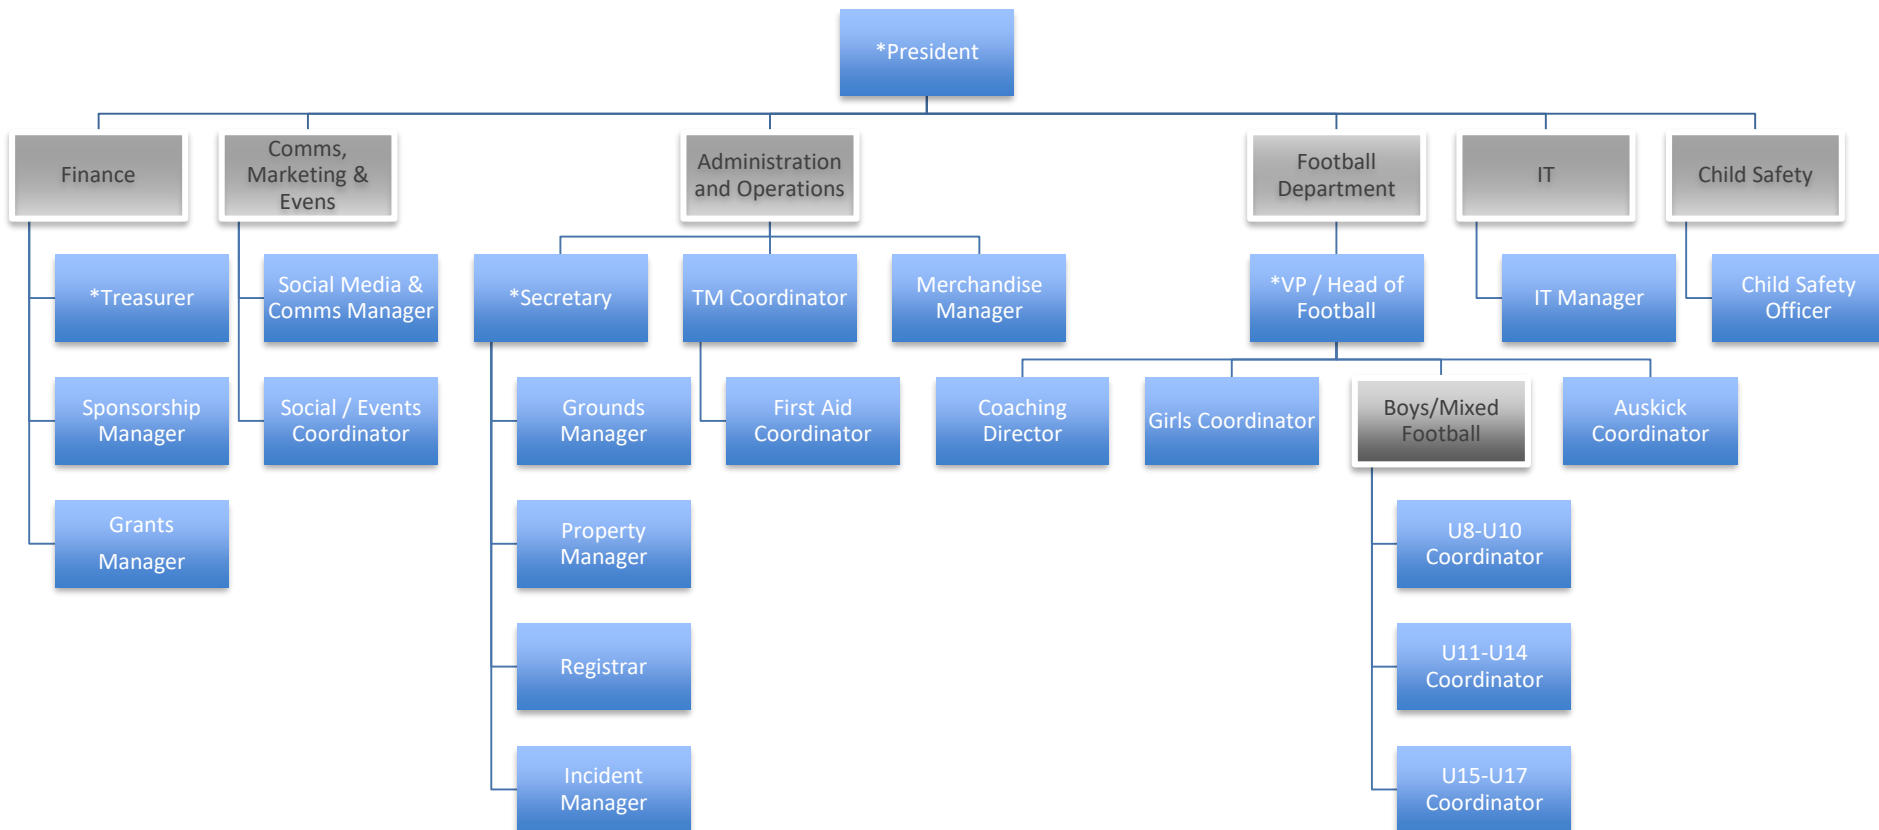 *President
Finance
Comms,
Marketing &
Evens
Administration
and Operations
Football
Department
IT
Child Safety
*Treasurer
Social Media &
Comms Manager
*Secretary
TM Coordinator
Merchandise
Manager
*VP / Head of
Football
IT Manager
Child Safety
Officer
Sponsorship
Manager
Social / Events
Coordinator
Grounds
Manager
First Aid
Coordinator
Coaching
Director
Girls Coordinator
Boys/Mixed
Football
Auskick
Coordinator
Grants
Manager
Property
Manager
U8-U10
Coordinator
Registrar
U11-U14
Coordinator
Incident
Manager
U15-U17
Coordinator